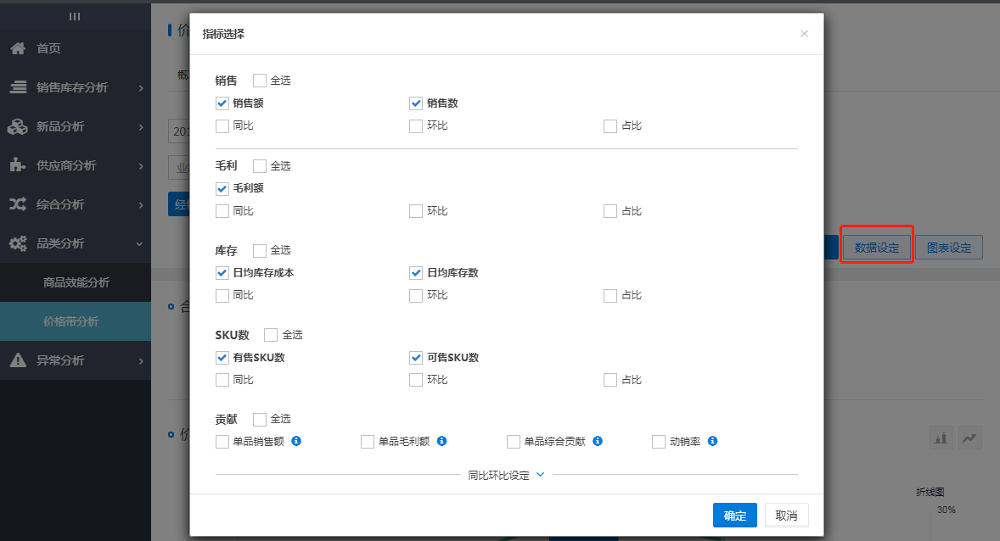 首页
销售库存分析
新品分析
供应商分析
综合分析
品类分析
商品效能分析
价格带分析
异常分析
价
概
201
业
合
价
指标选择
销售 全选
销售额 销售数
同比 环比 占比
毛利 全选
毛利额
同比 环比 占比
库存 全选
日均库存成本 日均库存数
同比 环比 占比
SKU数 全选
有售SKU数 可售SKU数
同比 环比 占比
贡献 全选
单品销售额 单品毛利额 单品综合贡献 动销率
同比环比设定
确定 取消
数据设定 图表设定
折线图
30%